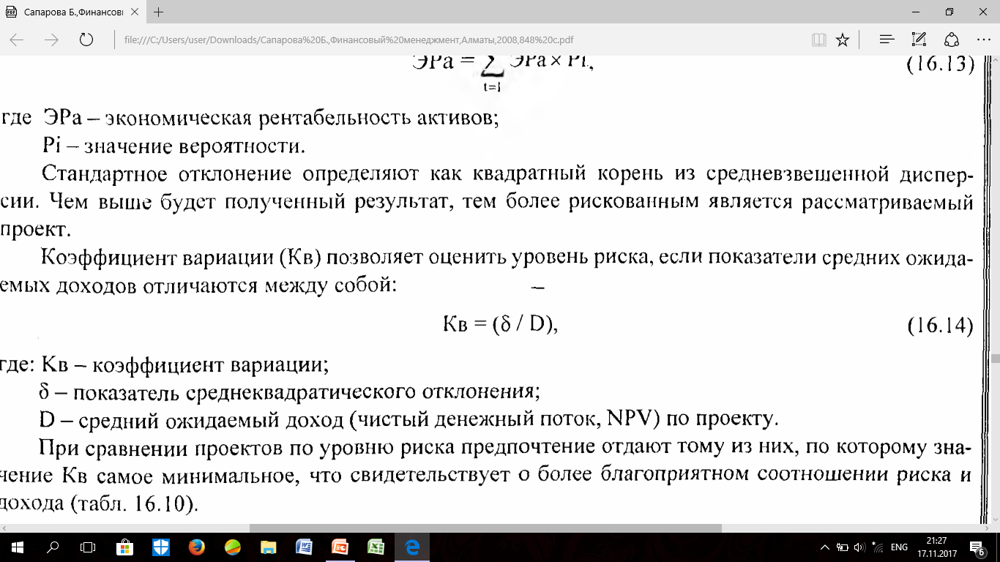 Сапарова Б.,Финансовы
file:///C:/Users/user/Downloads/Сапарова%20Б.,Финансовый%20менеджмент,Алматы,2008,848%20с.pdf
ЭРа = ∑ ЭРа × Pi, (16.13)
t=1
где ЭРа – экономическая рентабельность активов;
Pi – значение вероятности.
Стандартное отклонение определяют как квадратный корень из средневзвешенной диспер-
сии. Чем выше будет полученный результат, тем более рискованным является рассматриваемый
проект.
Коэффициент вариации (Кв) позволяет оценить уровень риска, если показатели средних ожида-
емых доходов отличаются между собой:
Кв = (δ / D), (16.14)
где: Кв – коэффициент вариации;
δ – показатель среднеквадратического отклонения;
D – средний ожидаемый доход (чистый денежный поток, NPV) по проекту.
При сравнении проектов по уровню риска предпочтение отдают тому из них, по которому зна-
чение Кв самое минимальное, что свидетельствует о более благоприятном соотношении риска и
дохода (табл. 16.10).
ENG
21:27
17.11.2017
6